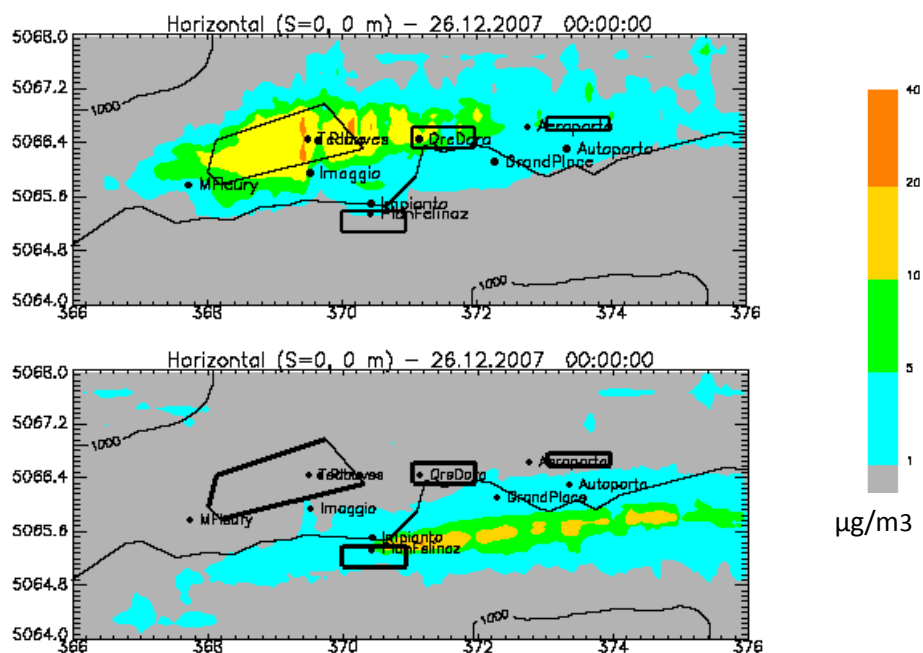 Horizontal (S=0, 0 m) – 26.12.2007 00:00:00
5068.0
5067.2
5066.4
5065.6
5064.8
5064.0
1000
MFleury
Imaggio
Impianto
PianFelinaz
QreDora
GrandPlace
Aeroporto
Autoporto
1000
366 368 370 372 374 376
Horizontal (S=0, 0 m) – 26.12.2007 00:00:00
5068.0
5067.2
5066.4
5065.6
5064.8
5064.0
1000
MFleury
Imaggio
Impianto
PianFelinaz
QreDora
GrandPlace
Aeroporto
Autoporto
1000
366 368 370 372 374 376
40
20
10
5
1
µg/m3